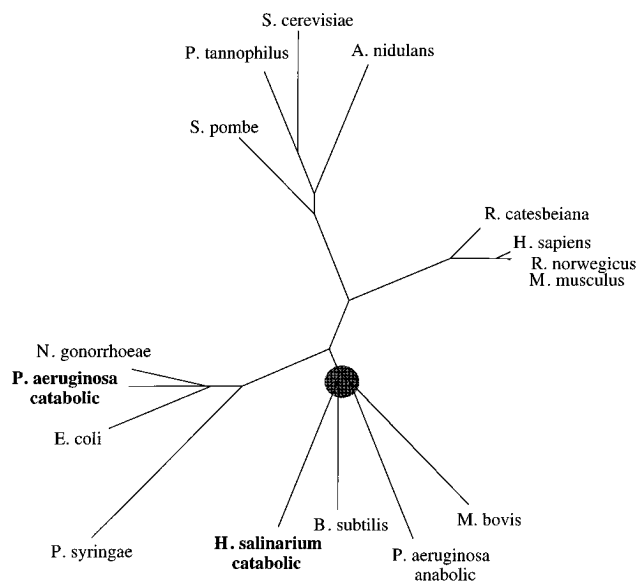 S. cerevisiae
P. tannophilus
A. nidulans
S. pombe
R. catesbeiana
H. sapiens
R. norwegicus
M. musculus
N. gonorrhoeae
P. aeruginosa
catabolic
E. coli
P. syringae
H. salinarium
catabolic
B. subtilis
P. aeruginosa
anabolic
M. bovis